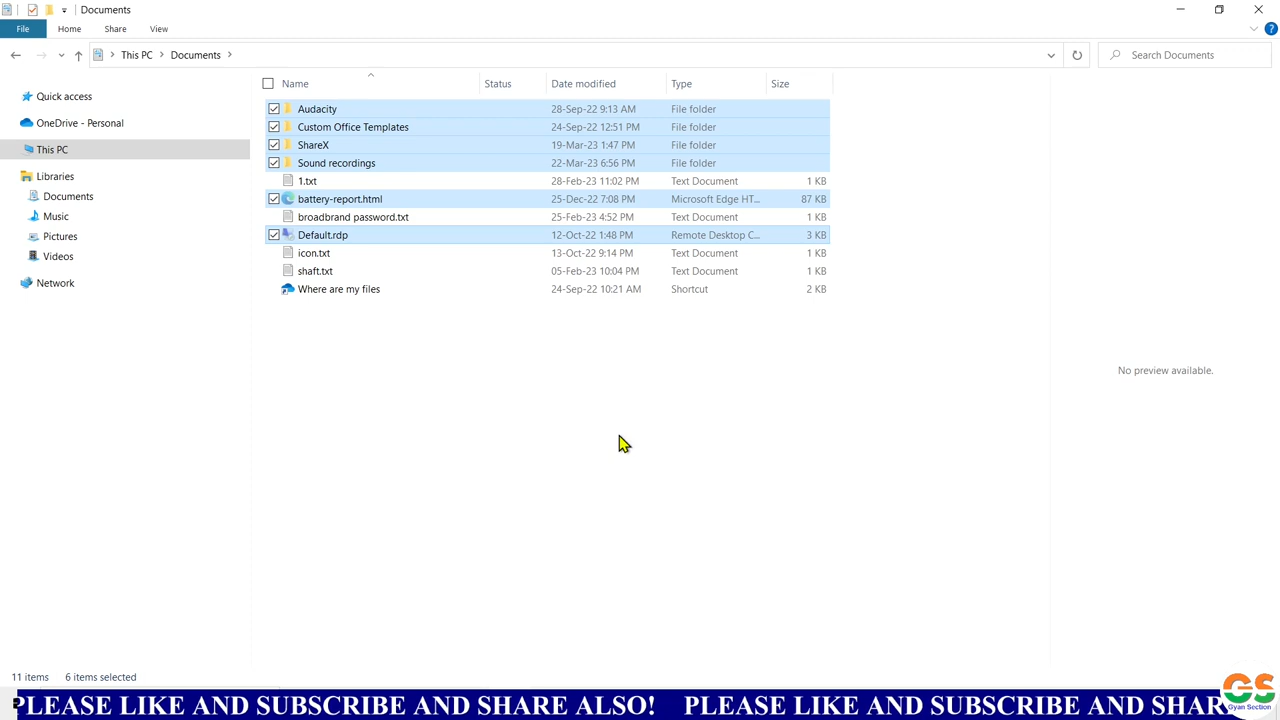 Documents
File Home Share View
This PC Documents Search Documents
Name Status Date modified Type Size
Quick access
OneDrive - Personal
This PC
Libraries
Documents
Music
Pictures
Videos
Network
Audacity 28-Sep-22 9:13 AM File folder
Custom Office Templates 24-Sep-22 12:51 PM File folder
ShareX 19-Mar-23 1:47 PM File folder
Sound recordings 22-Mar-23 6:56 PM File folder
1.txt 28-Feb-23 11:02 PM Text Document 1 KB
battery-report.html 25-Dec-22 7:08 PM Microsoft Edge HT... 87 KB
broadbrand password.txt 25-Feb-23 4:52 PM Text Document 1 KB
Default.rdp 12-Oct-22 1:48 PM Remote Desktop C... 3 KB
icon.txt 13-Oct-22 9:14 PM Text Document 1 KB
shaft.txt 05-Feb-23 10:04 PM Text Document 1 KB
Where are my files 24-Sep-22 10:21 AM Shortcut 2 KB
No preview available.
11 items 6 items selected
PLEASE LIKE AND SUBSCRIBE AND SHARE ALSO! PLEASE LIKE AND SUBSCRIBE AND SHAR
GS
Gyan Section